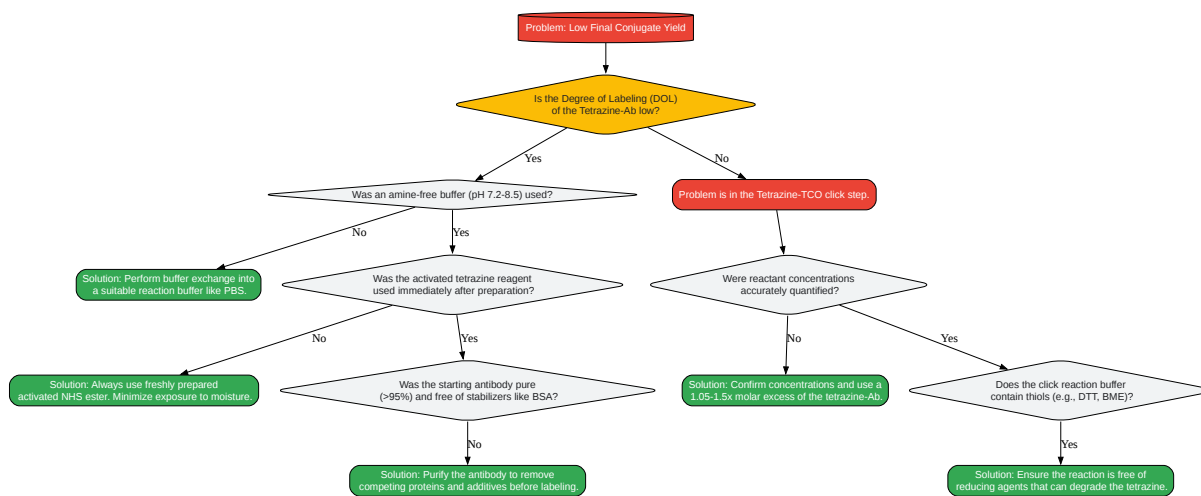 Problem: Low Final Conjugate Yield
Is the Degree of Labeling (DOL)
of the Tetrazine-Ab low?
Yes
No
Was an amine-free buffer (pH 7.2-8.5) used?
Problem is in the Tetrazine-TCO click step.
No
Yes
Solution: Perform buffer exchange into
a suitable reaction buffer like PBS.
Was the activated tetrazine reagent
used immediately after preparation?
Were reactant concentrations
accurately quantified?
No
Yes
No
Yes
Solution: Always use freshly prepared
activated NHS ester. Minimize exposure to moisture.
Was the starting antibody pure
(>95%) and free of stabilizers like BSA?
Solution: Confirm concentrations and use a
1.05-1.5x molar excess of the tetrazine-Ab.
Does the click reaction buffer
contain thiols (e.g., DTT, BME)?
No
Yes
Solution: Purify the antibody to remove
competing proteins and additives before labeling.
Solution: Ensure the reaction is free of
reducing agents that can degrade the tetrazine.